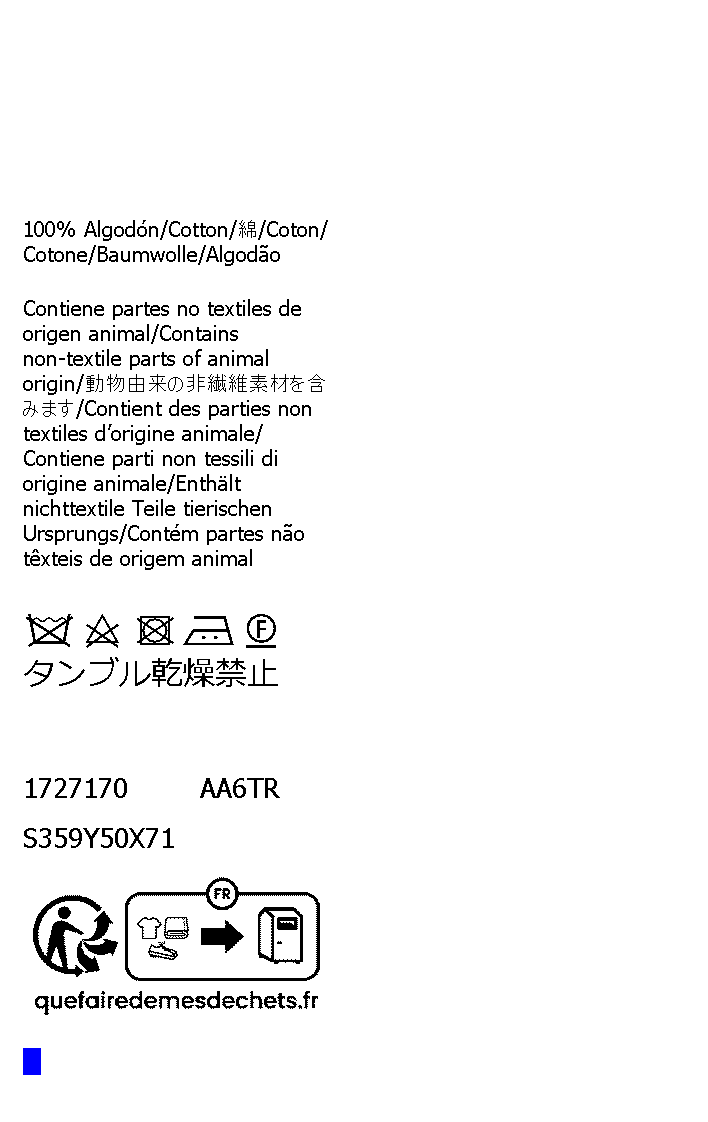 100% Algodón/Cotton/綿/Coton/
Cotone/Baumwolle/Algodão
Contiene partes no textiles de
origen animal/Contains
non-textile parts of animal
origin/動物由来の非繊維素材を含
みます/Contient des parties non
textiles d’origine animale/
Contiene parti non tessili di
origine animale/Enthält
nichttextile Teile tierischen
Ursprungs/Contém partes não
têxteis de origem animal
F
タンブル乾燥禁止
1727170 AA6TR
S359Y50X71
FR
quefairedemesdechets.fr